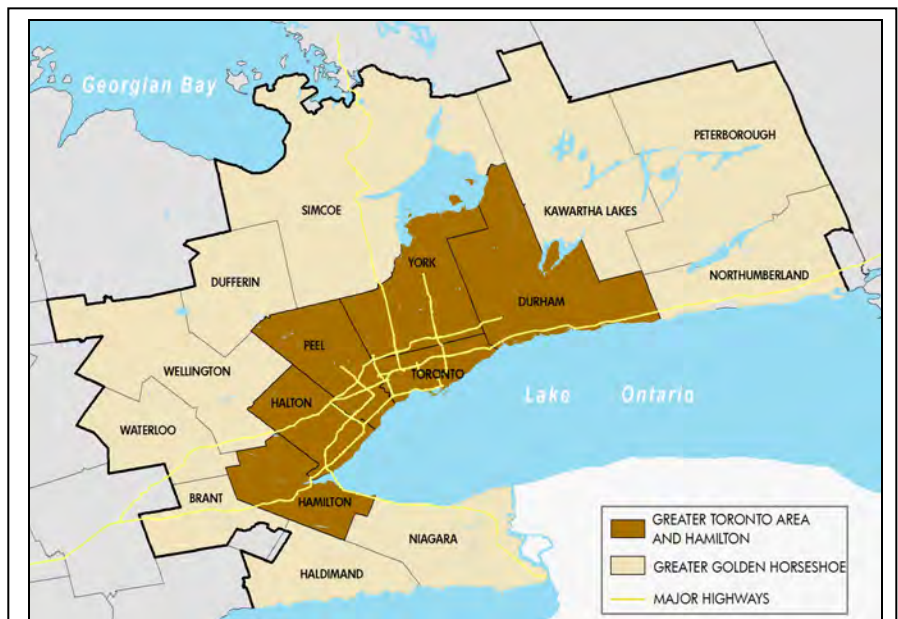 Georgian Bay
PETERBOROUGH
SIMCOE
KAWARTHA LAKES
YORK
DUFFERIN
NORTHUMBERLAND
DURHAM
PEEL
WELLINGTON
TORONTO
Lake Ontario
HALTON
WATERLOO
BRANT
HAMILTON
NIAGARA
HALDIMAND
GREATER TORONTO AREA
AND HAMILTON
GREATER GOLDEN HORSESHOE
MAJOR HIGHWAYS